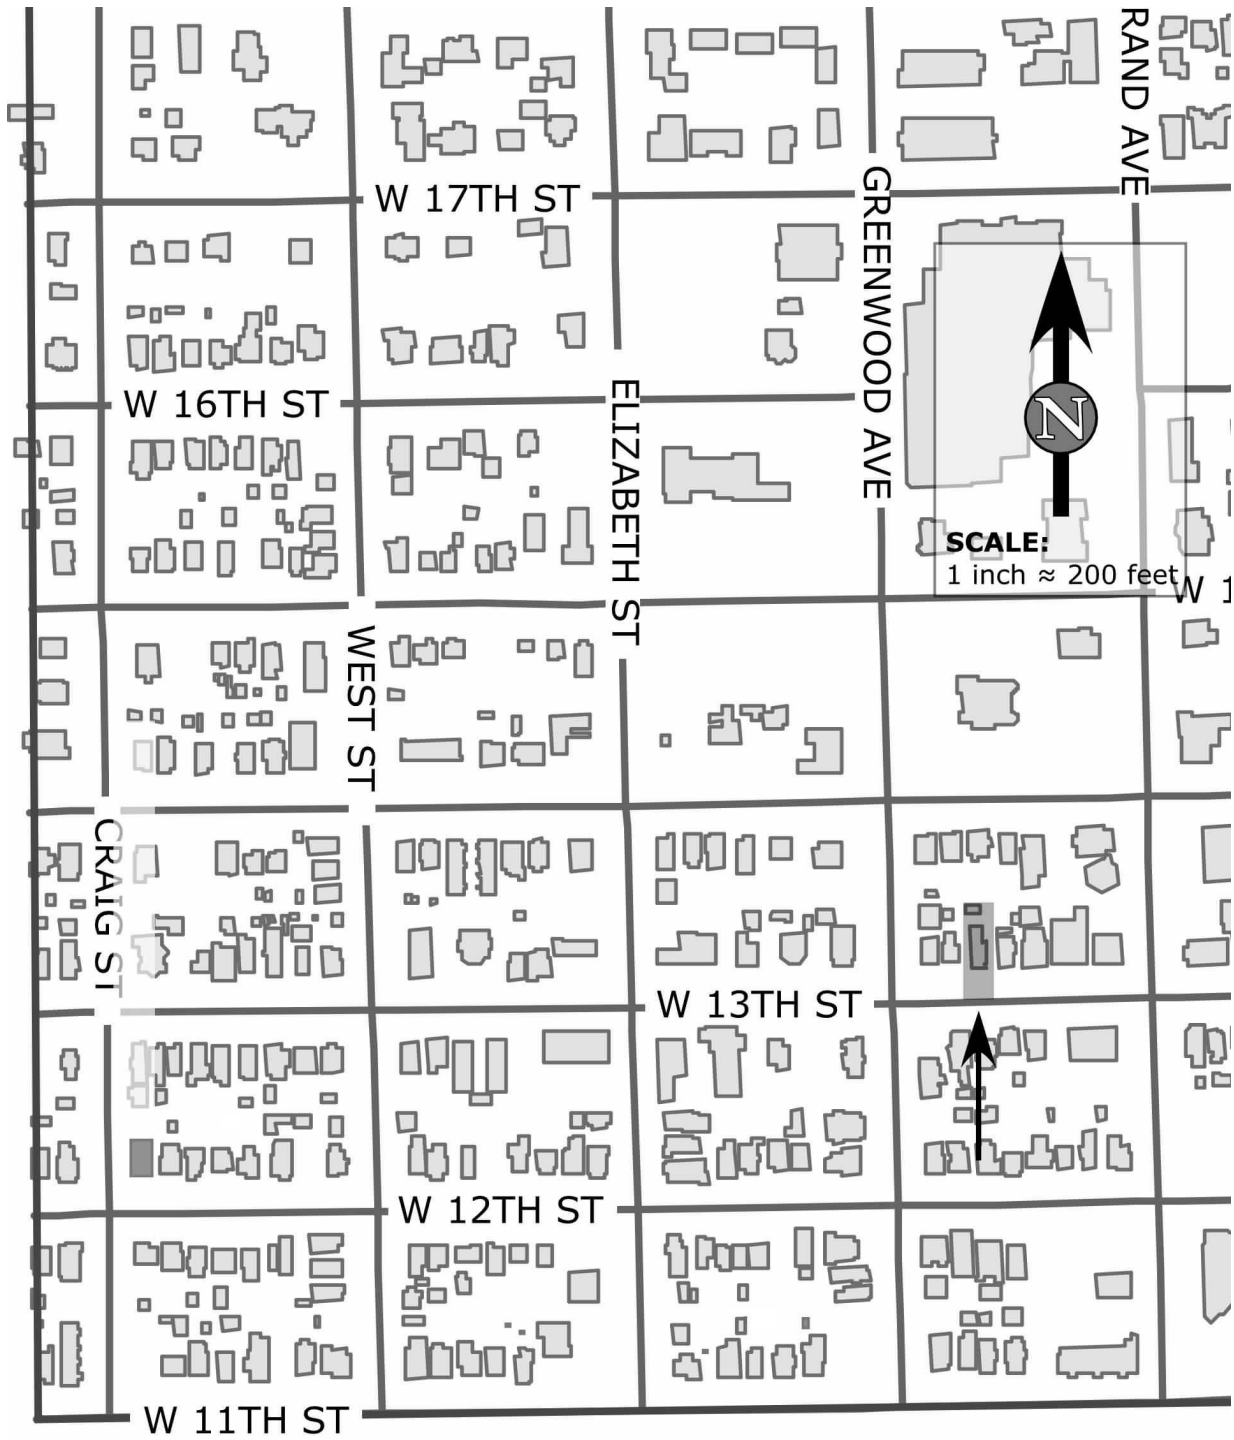 RAND AVE
W 17TH ST
GREENWOOD AVE
W 16TH ST
ELIZABETH ST
N
SCALE:
1 inch ≈ 200 feet
W 1
WEST ST
CRAIG ST
W 13TH ST
W 12TH ST
W 11TH ST